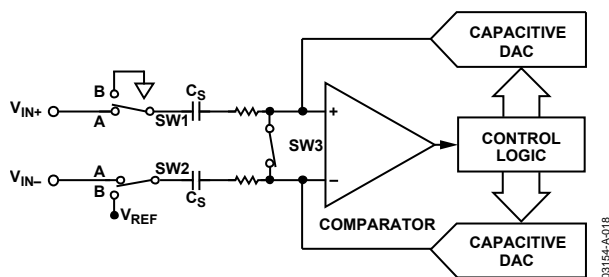 CAPACITIVE
DAC
B
CS
VIN+
A
SW1
+
SW3
CONTROL
LOGIC
VIN–
A
SW2
–
B
CS
VREF
COMPARATOR
CAPACITIVE
DAC
03154-A-018